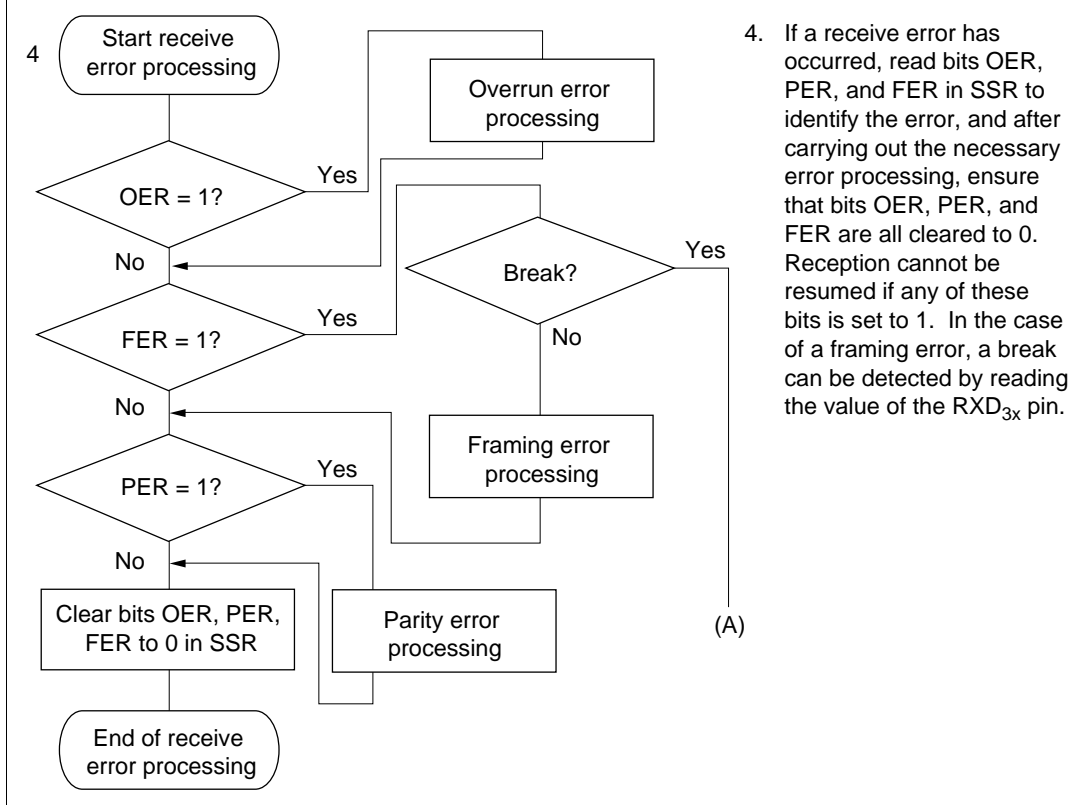 4
Start receive
error processing
Overrun error
processing
OER = 1?
Yes
No
Break?
Yes
No
FER = 1?
Yes
No
Framing error
processing
PER = 1?
Yes
No
Clear bits OER, PER,
FER to 0 in SSR
Parity error
processing
(A)
End of receive
error processing
4. If a receive error has
occurred, read bits OER,
PER, and FER in SSR to
identify the error, and after
carrying out the necessary
error processing, ensure
that bits OER, PER, and
FER are all cleared to 0.
Reception cannot be
resumed if any of these
bits is set to 1. In the case
of a framing error, a break
can be detected by reading
the value of the RXD3x pin.